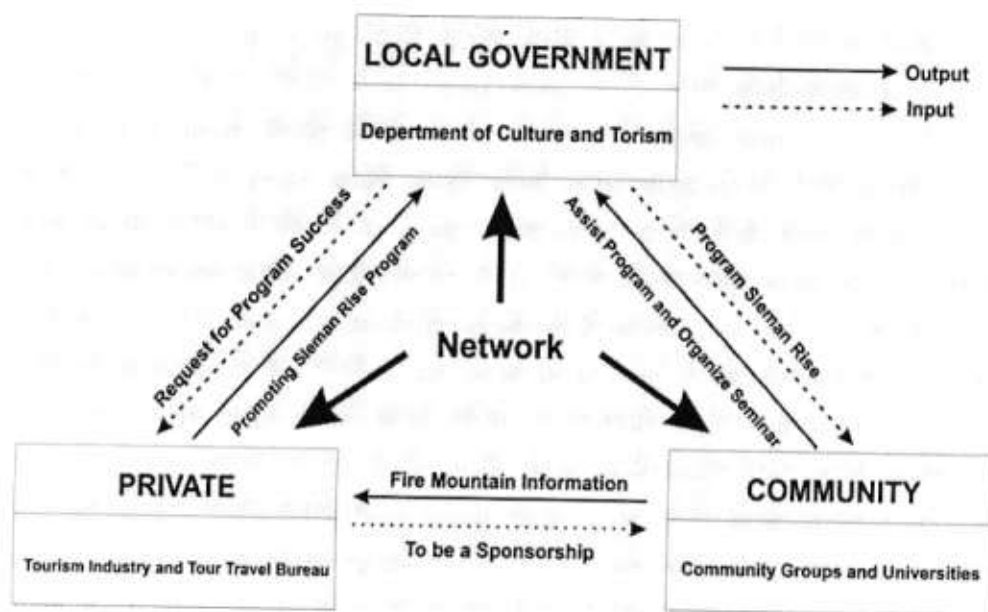 LOCAL GOVERNMENT
Depertment of Culture and Torism
Output
Input
Request for Program Success
Promoting Sleman Rise Program
Assist Program and Organize Seminar
Program Sleman Rise
Network
PRIVATE
Tourism Industry and Tour Travel Bureau
Fire Mountain Information
To be a Sponsorship
COMMUNITY
Community Groups and Universities